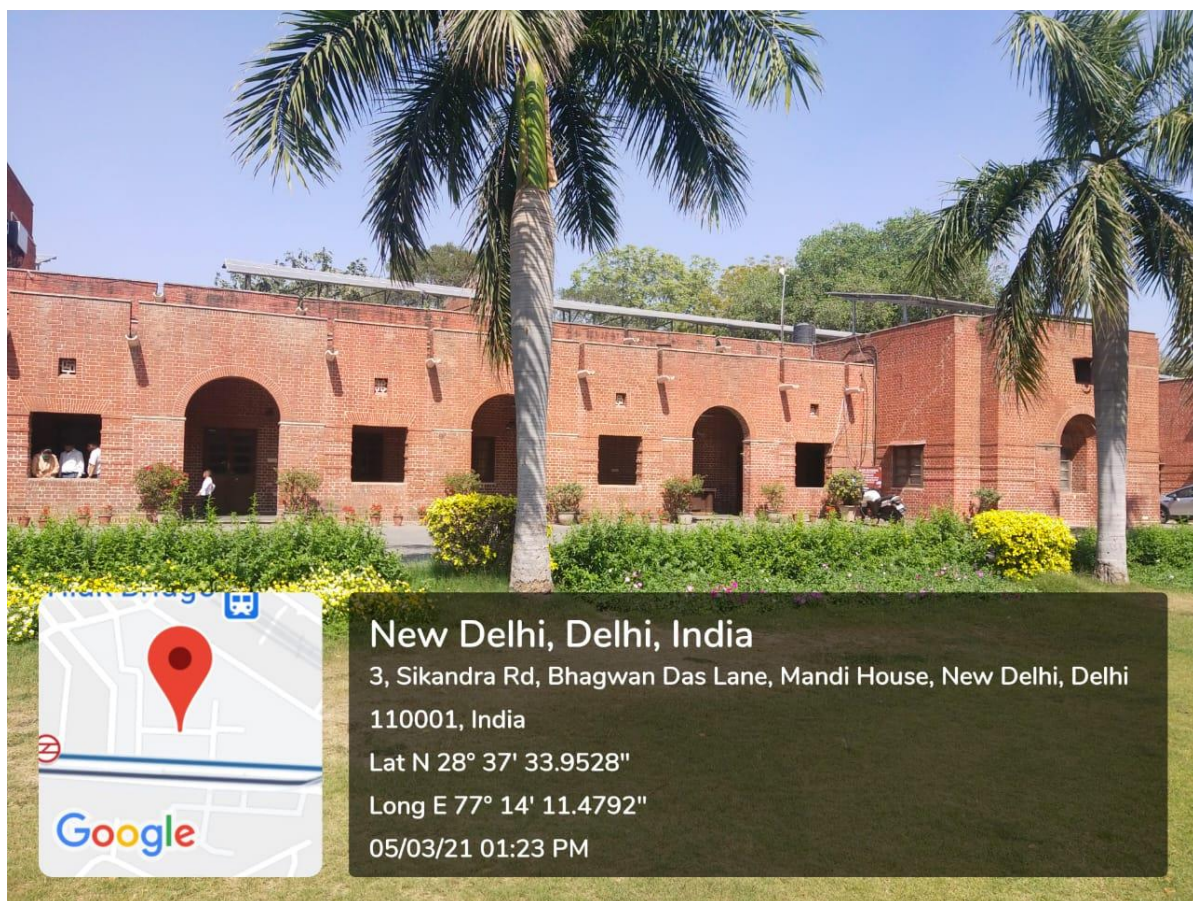 New Delhi, Delhi, India
3, Sikandra Rd, Bhagwan Das Lane, Mandi House, New Delhi, Delhi
110001, India
Lat N 28° 37' 33.9528"
Long E 77° 14' 11.4792"
05/03/21 01:23 PM
Google